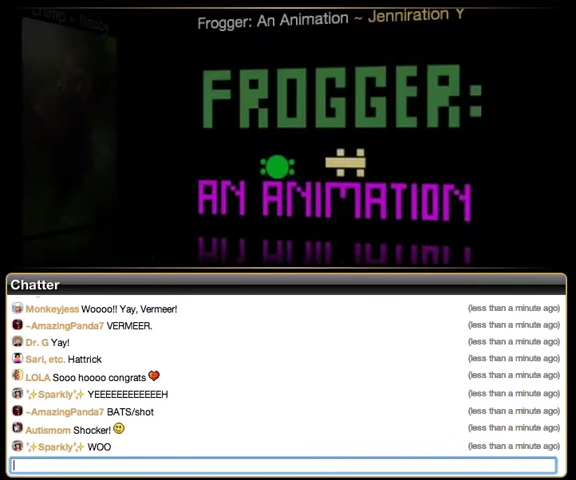 Chimp ~ Nooby
Frogger: An Animation ~ Jenniration Y
FROGGER:
AN ANIMATION
Chatter
Monkeyjess Woooo!! Yay, Vermeer! (less than a minute ago)
~AmazingPanda7 VERMEER. (less than a minute ago)
Dr. G Yay! (less than a minute ago)
Sari, etc. Hattrick (less than a minute ago)
LOLA Sooo hoooo congrats ❤️ (less than a minute ago)
✨Sparkly✨ YEEEEEEEEEEEEH (less than a minute ago)
~AmazingPanda7 BATS/shot (less than a minute ago)
Autismom Shocker! 😊 (less than a minute ago)
✨Sparkly✨ WOO (less than a minute ago)